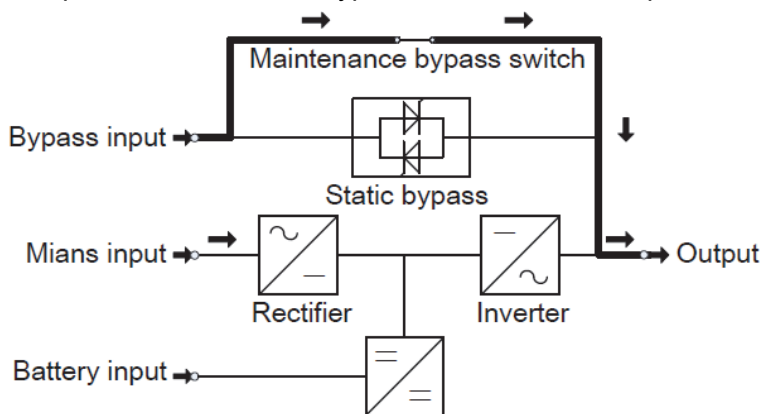 Maintenance bypass switch
Bypass input
Static bypass
Mians input
Output
Rectifier
Inverter
Battery input